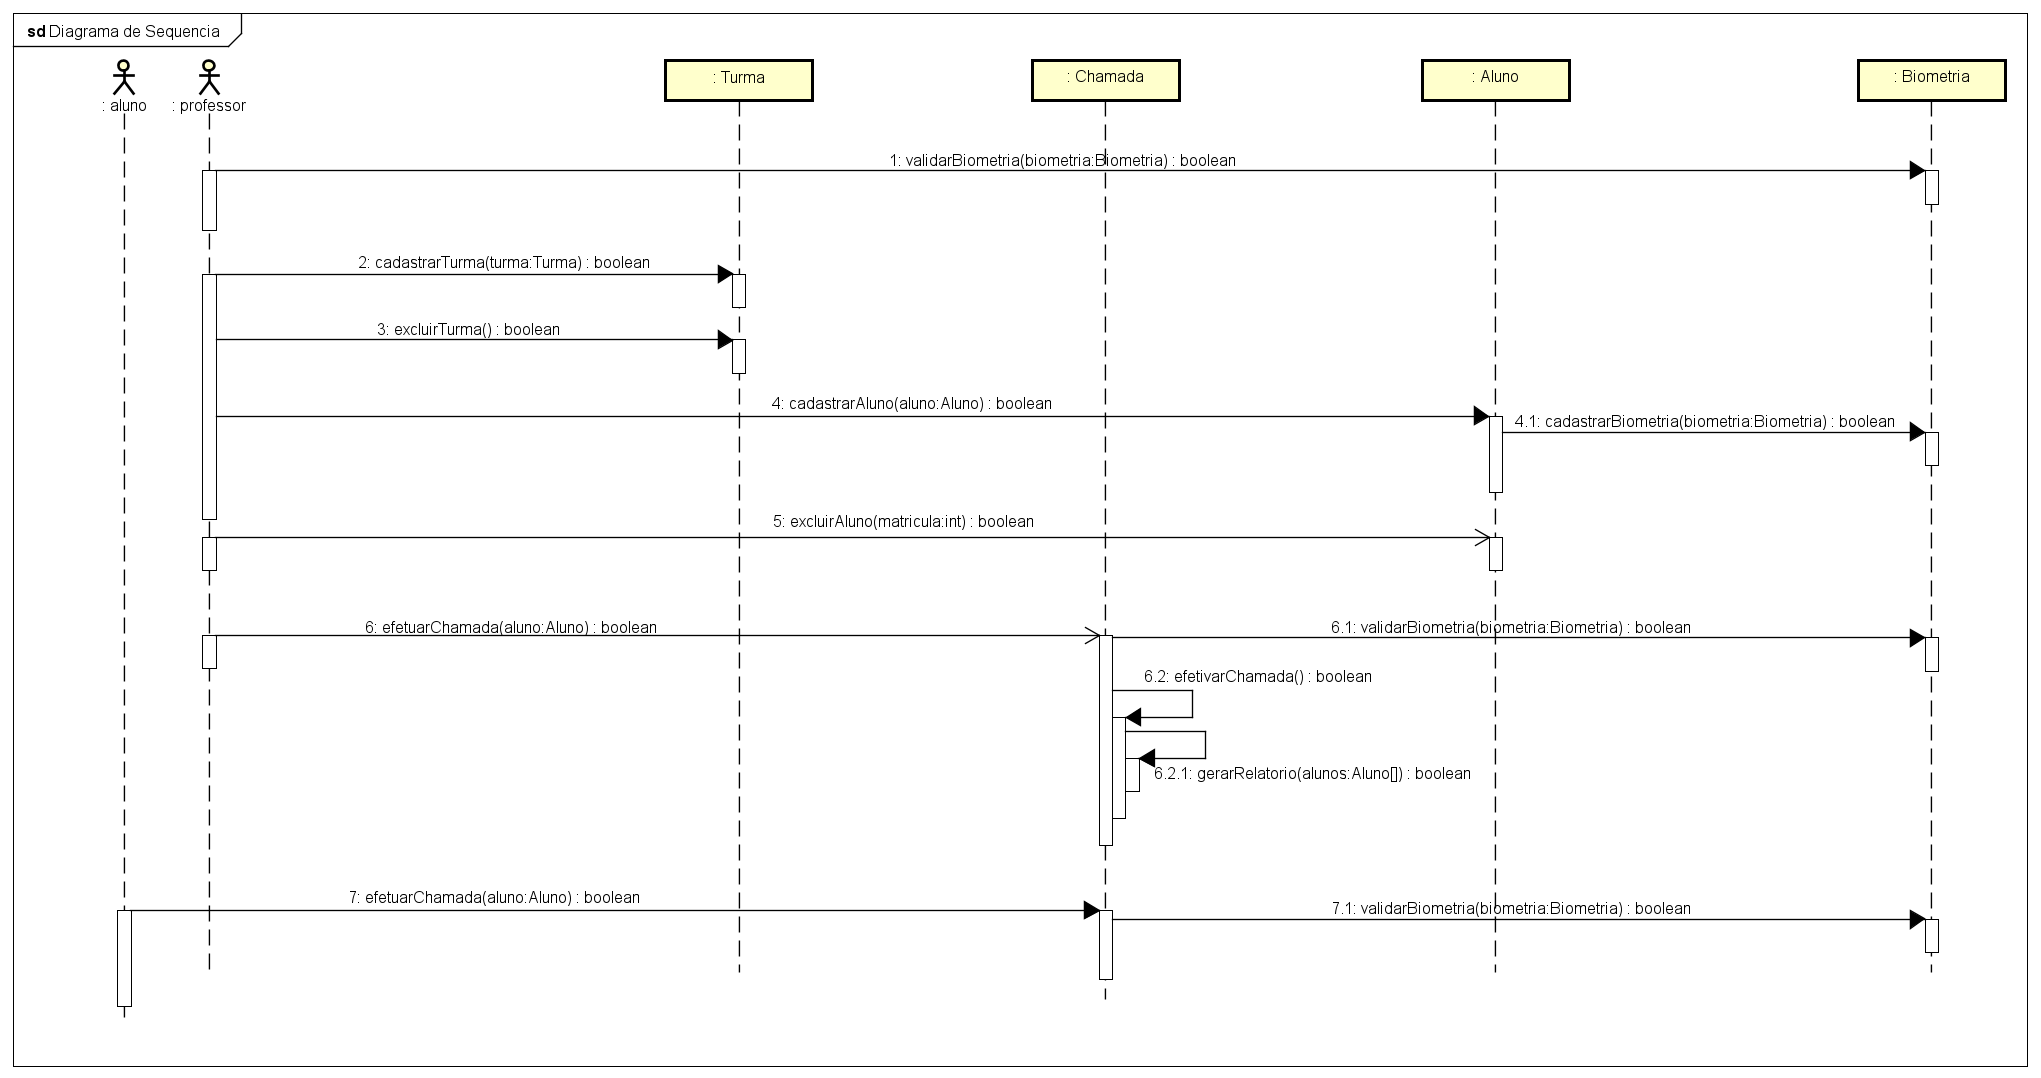 sd Diagrama de Sequencia
: aluno
: professor
: Turma
: Chamada
: Aluno
: Biometria
1: validarBiometria(biometria:Biometria) : boolean
2: cadastrarTurma(turma:Turma) : boolean
3: excluirTurma() : boolean
4: cadastrarAluno(aluno:Aluno) : boolean
4.1: cadastrarBiometria(biometria:Biometria) : boolean
5: excluirAluno(matricula:int) : boolean
6: efetuarChamada(aluno:Aluno) : boolean
6.1: validarBiometria(biometria:Biometria) : boolean
6.2: efetivarChamada() : boolean
6.2.1: gerarRelatorio(alunos:Aluno[]) : boolean
7: efetuarChamada(aluno:Aluno) : boolean
7.1: validarBiometria(biometria:Biometria) : boolean